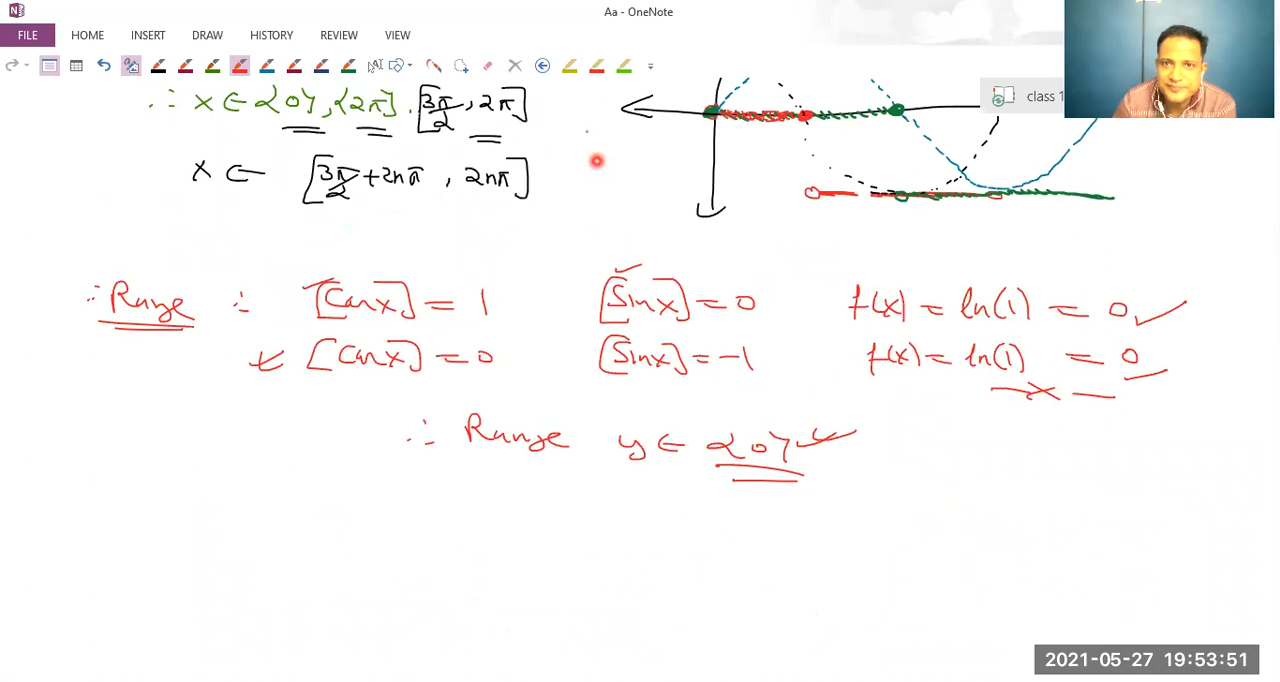 Aa - OneNote
FILE HOME INSERT DRAW HISTORY REVIEW VIEW
∴ x ∈ {0}, {2π}. [3π/2, 2π]
class 1
x ∈ [3π/2 + 2nπ, 2nπ]
∴ Range ∴ [Cos x] = 1 [Sin x] = 0 f(x) = ln(1) = 0 ✓
[Cos x] = 0 [Sin x] = -1 f(x) = ln(1) = 0
∴ Range y ∈ {0} ✓
2021-05-27 19:53:51